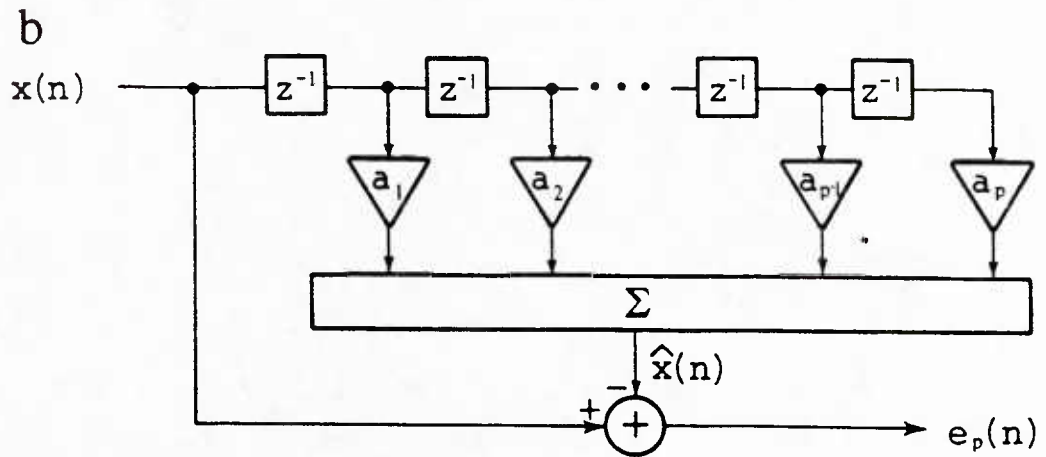 b
x(n) z⁻¹ z⁻¹ ··· z⁻¹ z⁻¹
a₁ a₂ aₚ₋₁ aₚ
Σ
−
x̂(n)
+ +
eₚ(n)